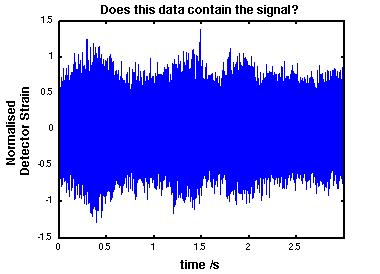 Does this data contain the signal?
1.5
1
0.5
0
-0.5
-1
-1.5
Normalised
Detector Strain
0 0.5 1 1.5 2 2.5
time /s